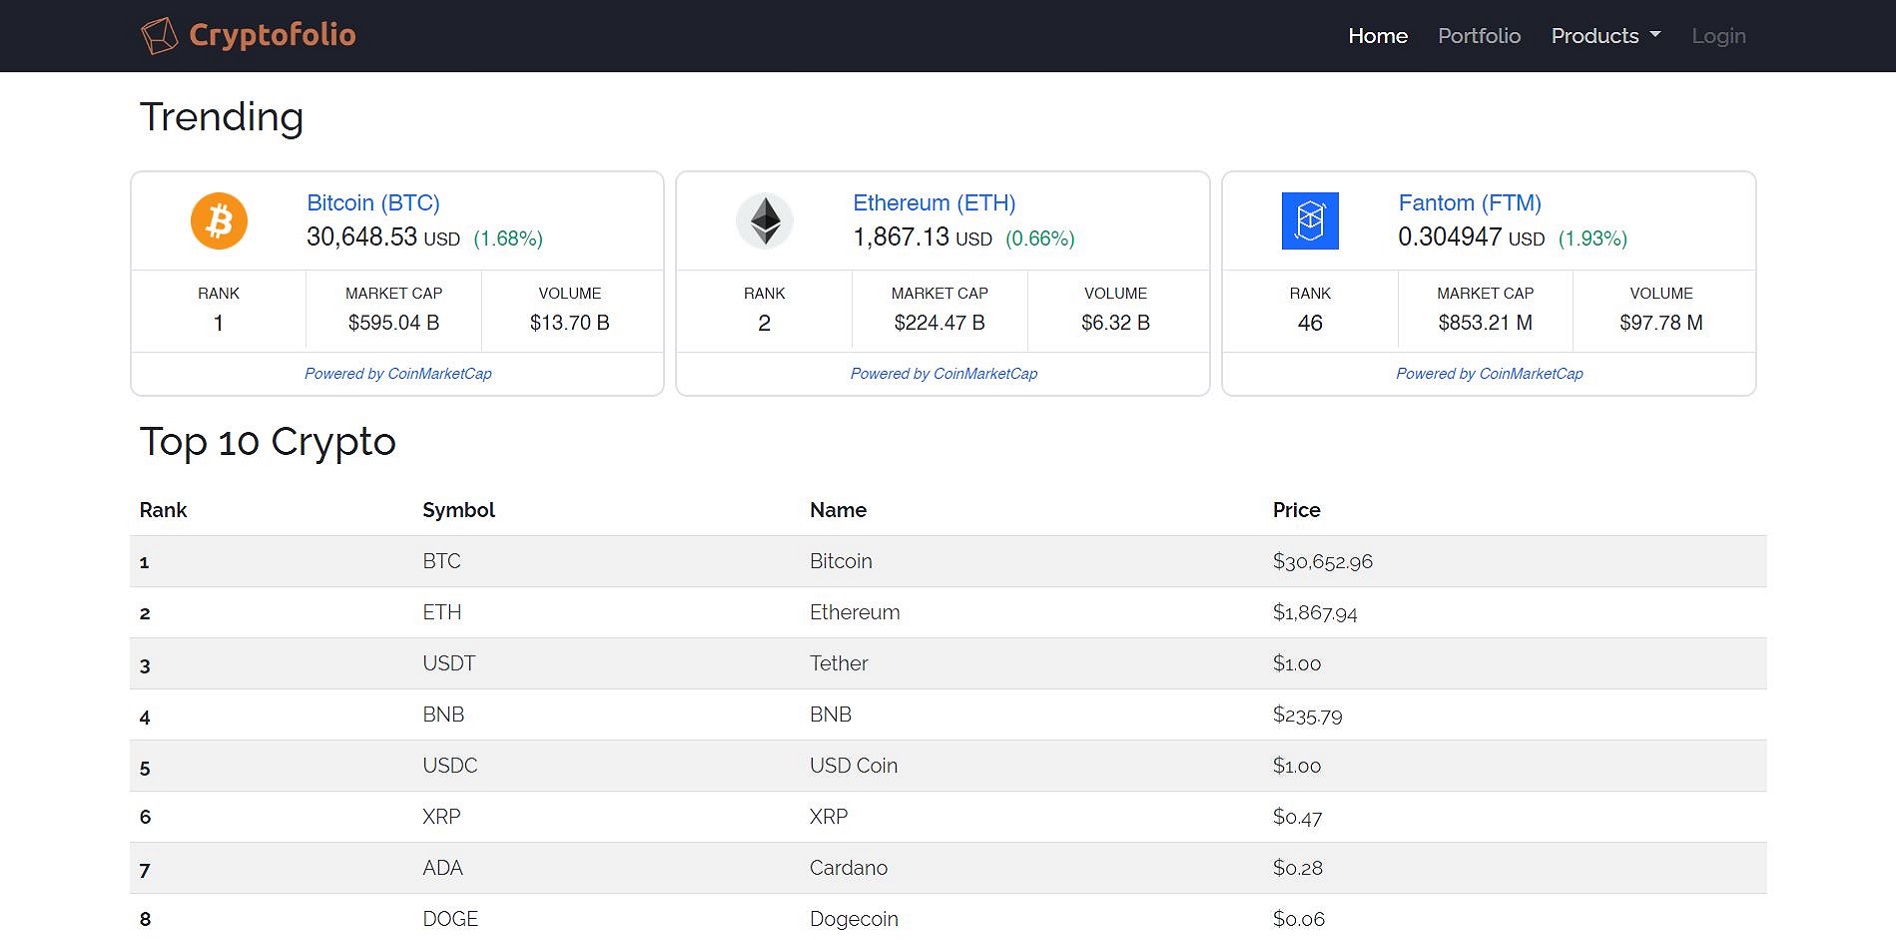 Cryptofolio
Home Portfolio Products Login
Trending
Bitcoin (BTC)
30,648.53 USD (1.68%)
RANK MARKET CAP VOLUME
1 $595.04 B $13.70 B
Powered by CoinMarketCap
Ethereum (ETH)
1,867.13 USD (0.66%)
RANK MARKET CAP VOLUME
2 $224.47 B $6.32 B
Powered by CoinMarketCap
Fantom (FTM)
0.304947 USD (1.93%)
RANK MARKET CAP VOLUME
46 $853.21 M $97.78 M
Powered by CoinMarketCap
Top 10 Crypto
Rank Symbol Name Price
1 BTC Bitcoin $30,652.96
2 ETH Ethereum $1,867.94
3 USDT Tether $1.00
4 BNB BNB $235.79
5 USDC USD Coin $1.00
6 XRP XRP $0.47
7 ADA Cardano $0.28
8 DOGE Dogecoin $0.06